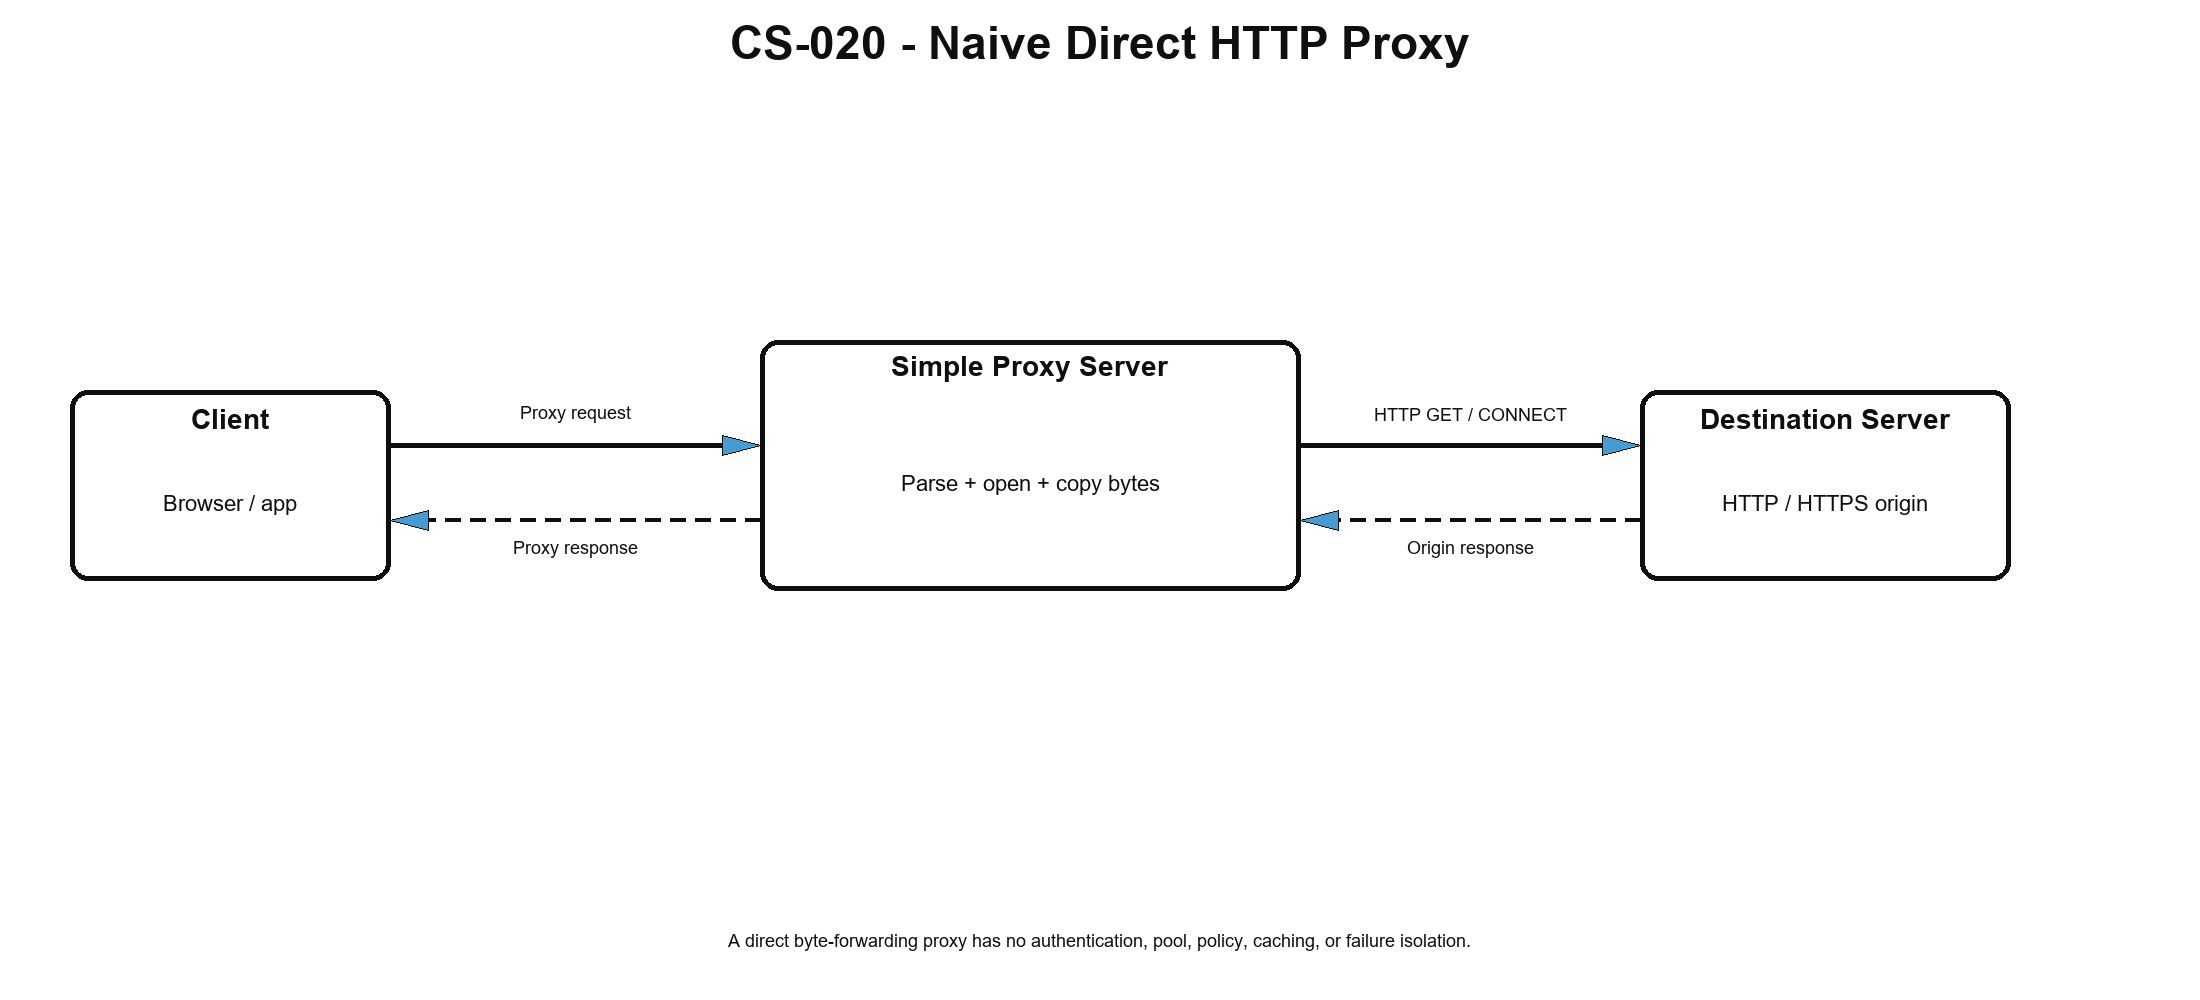 CS-020 - Naive Direct HTTP Proxy
Client
Browser / app
Proxy request
Proxy response
Simple Proxy Server
Parse + open + copy bytes
HTTP GET / CONNECT
Origin response
Destination Server
HTTP / HTTPS origin
A direct byte-forwarding proxy has no authentication, pool, policy, caching, or failure isolation.